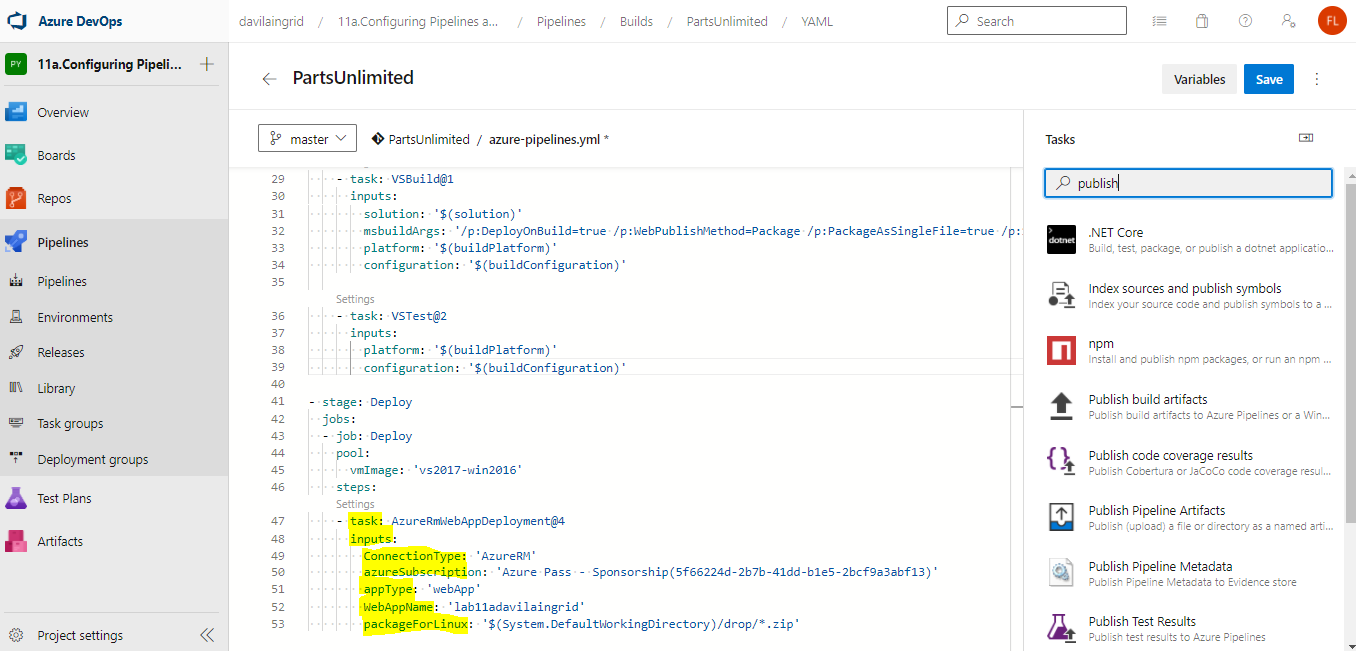 Azure DevOps
davilaingrid / 11a.Configuring Pipelines a... / Pipelines / Builds / PartsUnlimited / YAML
Search
FL
PY
11a.Configuring Pipeli...
Overview
Boards
Repos
Pipelines
Pipelines
Environments
Releases
Library
Task groups
Deployment groups
Test Plans
Artifacts
Project settings
PartsUnlimited
Variables
Save
master
PartsUnlimited / azure-pipelines.yml *
29 - task: VSBuild@1
30 inputs:
31 solution: '$(solution)'
32 msbuildArgs: '/p:DeployOnBuild=true /p:WebPublishMethod=Package /p:PackageAsSingleFile=true /p:
33 platform: '$(buildPlatform)'
34 configuration: '$(buildConfiguration)'
35
Settings
36 - task: VSTest@2
37 inputs:
38 platform: '$(buildPlatform)'
39 configuration: '$(buildConfiguration)'
40
41 - stage: Deploy
42 jobs:
43 - job: Deploy
44 pool:
45 vmImage: 'vs2017-win2016'
46 steps:
Settings
47 - task: AzureRmWebAppDeployment@4
48 inputs:
49 ConnectionType: 'AzureRM'
50 azureSubscription: 'Azure Pass - Sponsorship(5f66224d-2b7b-41dd-b1e5-2bcf9a3abf13)'
51 appType: 'webApp'
52 WebAppName: 'lab11adavilaingrid'
53 packageForLinux: '$(System.DefaultWorkingDirectory)/drop/*.zip'
Tasks
publish
dotnet
.NET Core
Build, test, package, or publish a dotnet applicatio...
Index sources and publish symbols
Index your source code and publish symbols to a ...
npm
Install and publish npm packages, or run an npm ...
Publish build artifacts
Publish build artifacts to Azure Pipelines or a Win...
Publish code coverage results
Publish Cobertura or JaCoCo code coverage resul...
Publish Pipeline Artifacts
Publish (upload) a file or directory as a named arti...
Publish Pipeline Metadata
Publish Pipeline Metadata to Evidence store
Publish Test Results
Publish test results to Azure Pipelines